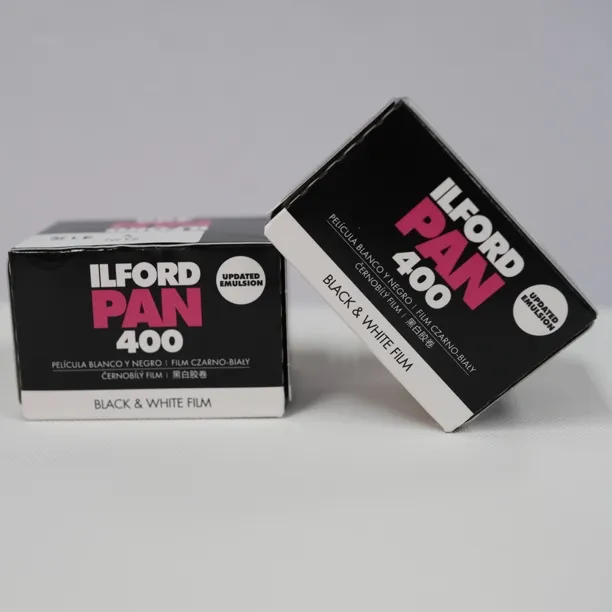 ILFORD
PAN
400
UPDATED
EMULSION
PELÍCULA BLANCO Y NEGRO | FILM CZARNO-BIAŁY
ČERNOBÍLÝ FILM | 黑白胶卷
BLACK & WHITE FILM
ILFORD
PAN
400
UPDATED
EMULSION
PELÍCULA BLANCO Y NEGRO | FILM CZARNO-BIAŁY
ČERNOBÍLÝ FILM | 黑白胶卷
BLACK & WHITE FILM